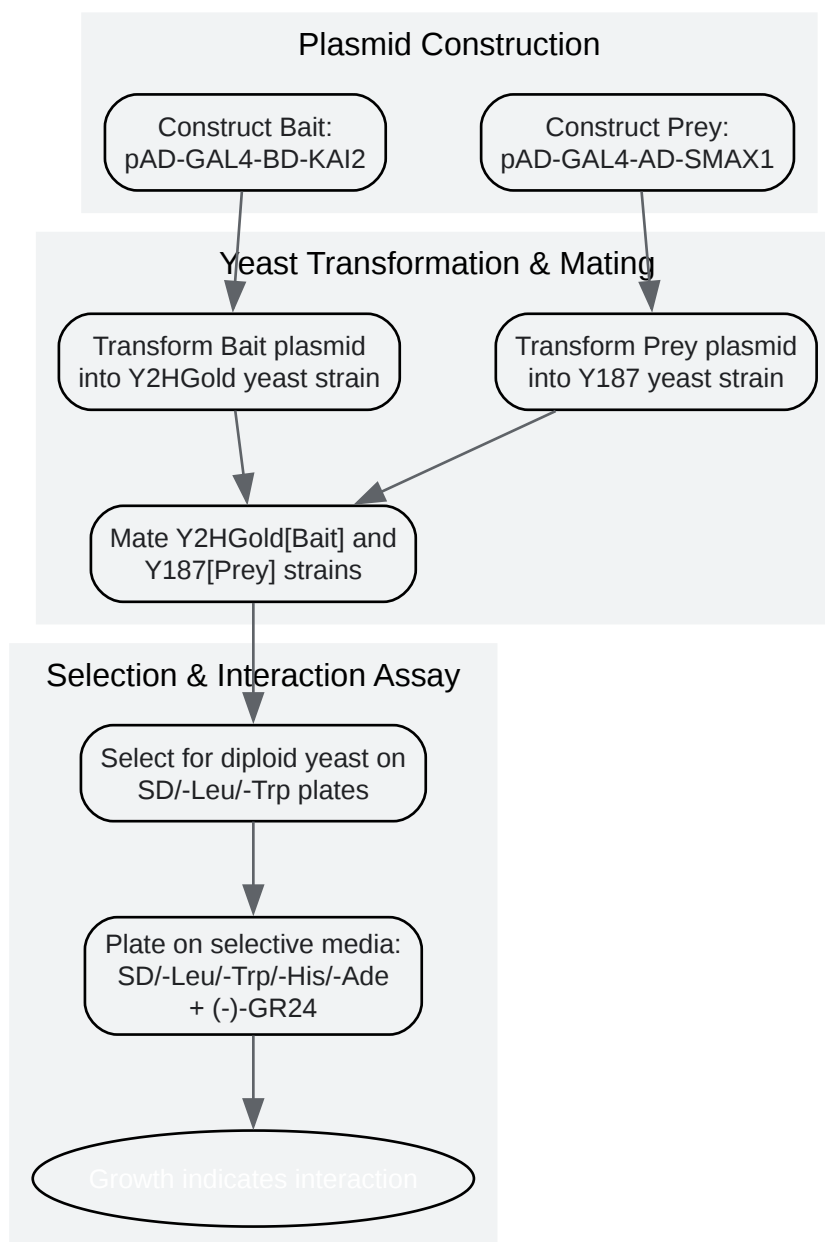 Plasmid Construction
Construct Bait:
pAD-GAL4-BD-KAI2
Construct Prey:
pAD-GAL4-AD-SMAX1
Yeast Transformation & Mating
Transform Bait plasmid
into Y2HGold yeast strain
Transform Prey plasmid
into Y187 yeast strain
Mate Y2HGold[Bait] and
Y187[Prey] strains
Selection & Interaction Assay
Select for diploid yeast on
SD/-Leu/-Trp plates
Plate on selective media:
SD/-Leu/-Trp/-His/-Ade
+ (-)-GR24
Growth indicates interaction